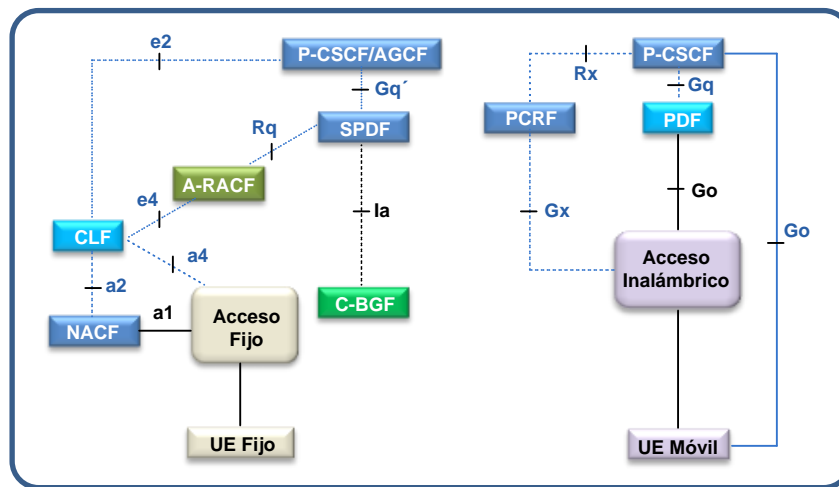 e2
P-CSCF/AGCF
Gq´
Rq
SPDF
A-RACF
e4
Ia
CLF
a4
a2
a1
NACF
Acceso
Fijo
C-BGF
UE Fijo
P-CSCF
Rx
Gq
PCRF
PDF
Go
Gx
Go
Acceso
Inalámbrico
UE Móvil